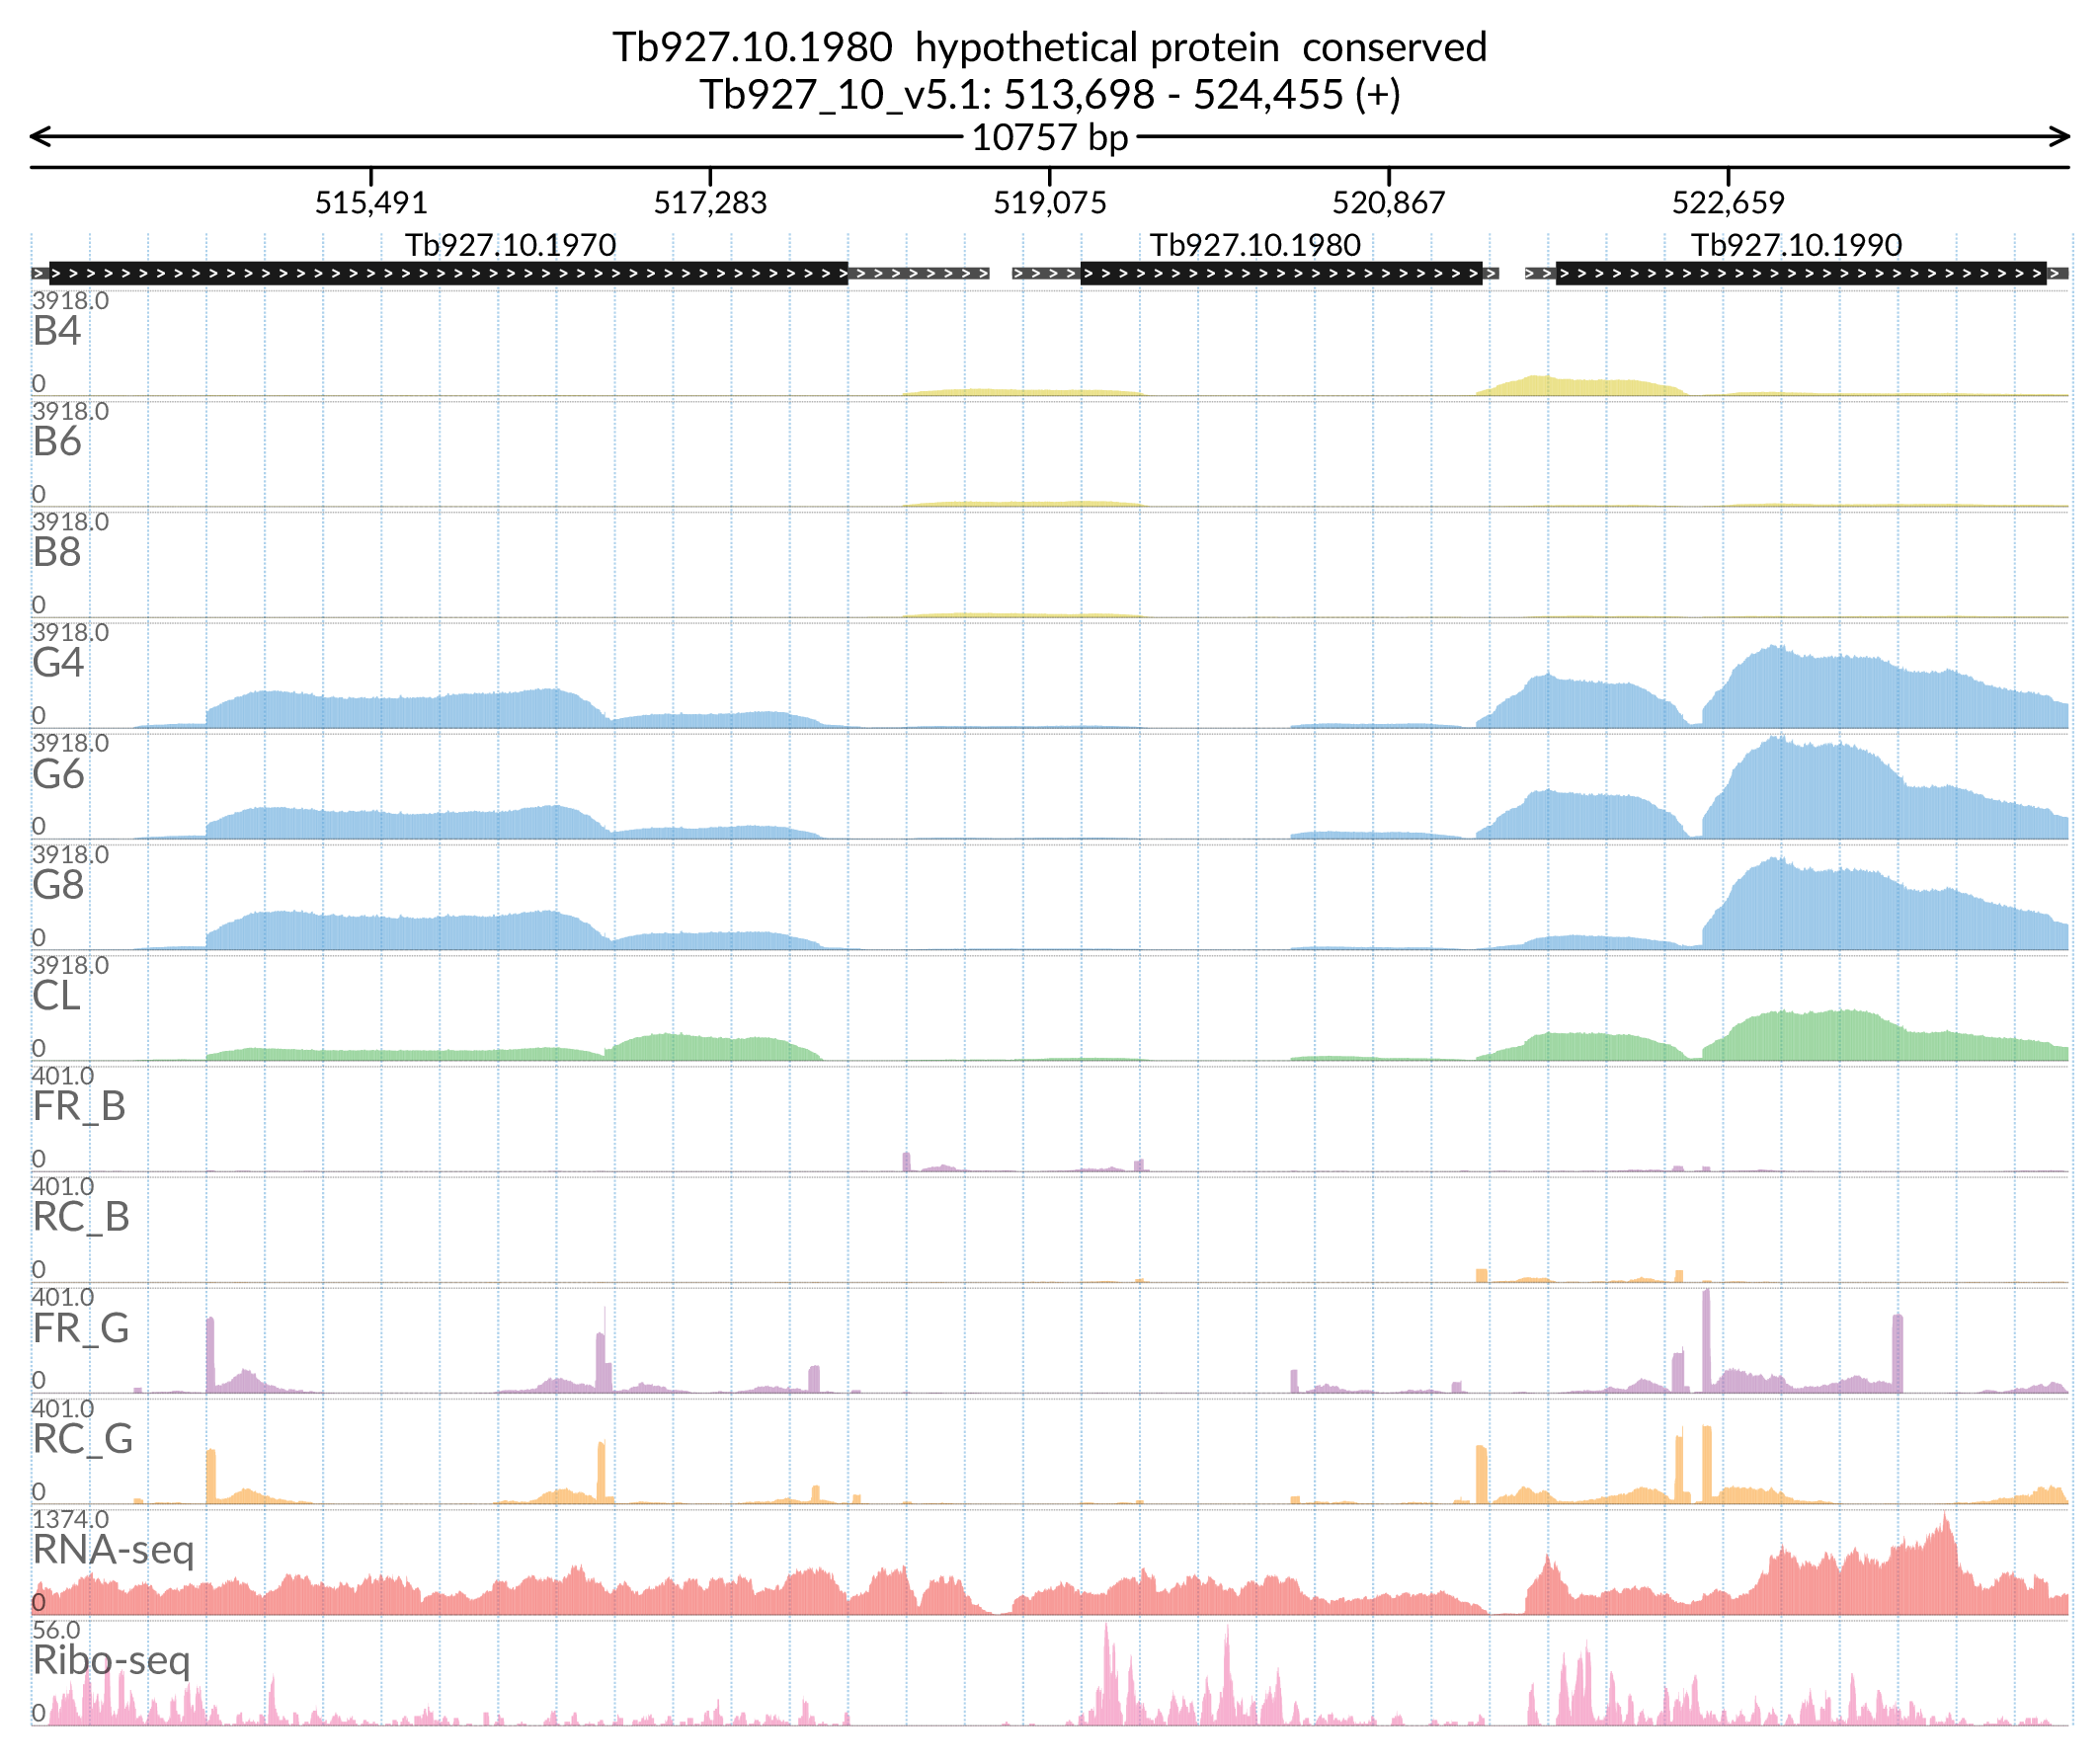 Tb927.10.1980 hypothetical protein conserved
Tb927_10_v5.1: 513,698 - 524,455 (+)
10757 bp
515,491 517,283 519,075 520,867 522,659
Tb927.10.1970 Tb927.10.1980 Tb927.10.1990
3918.0
B4
0
3918.0
B6
0
3918.0
B8
0
3918.0
G4
0
3918.0
G6
0
3918.0
G8
0
3918.0
CL
0
401.0
FR_B
0
401.0
RC_B
0
401.0
FR_G
0
401.0
RC_G
0
1374.0
RNA-seq
0
56.0
Ribo-seq
0